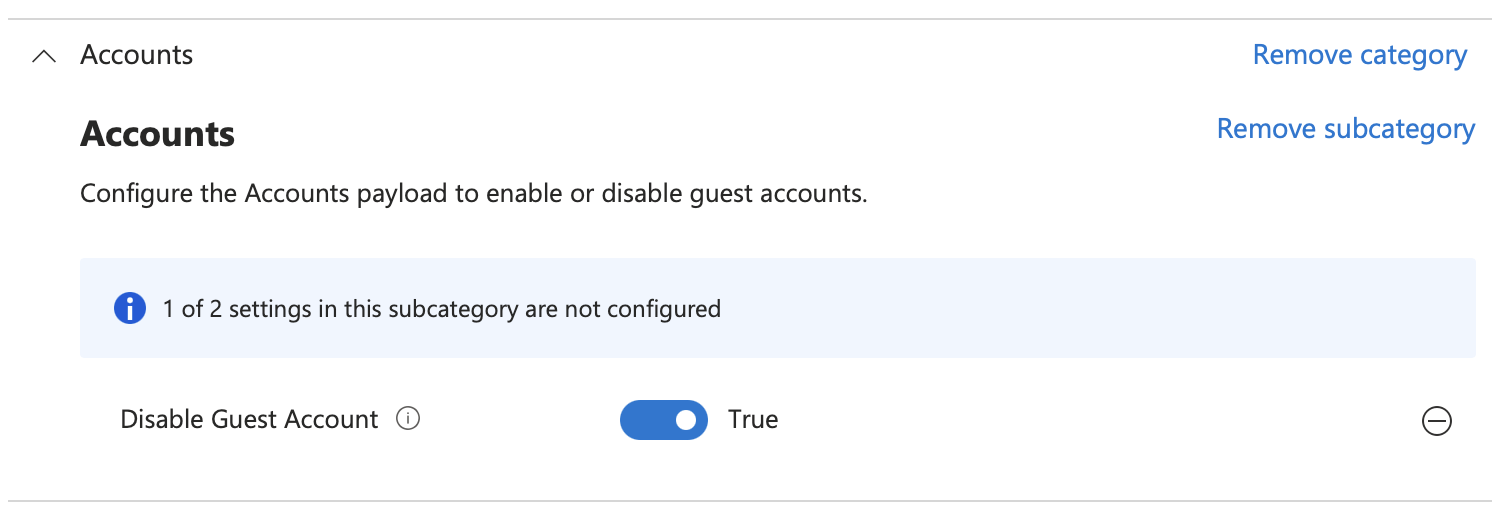 Accounts
Remove category
Accounts
Remove subcategory
Configure the Accounts payload to enable or disable guest accounts.
1 of 2 settings in this subcategory are not configured
Disable Guest Account
True